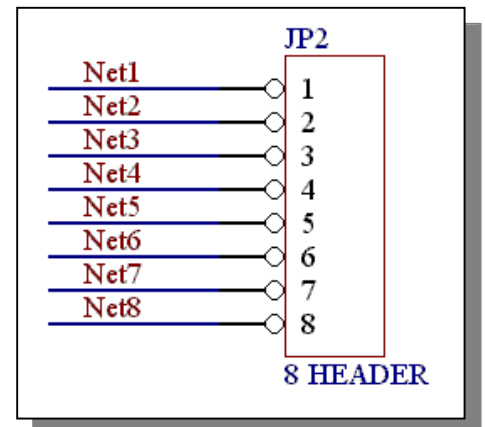 JP2
Net1 1
Net2 2
Net3 3
Net4 4
Net5 5
Net6 6
Net7 7
Net8 8
8 HEADER